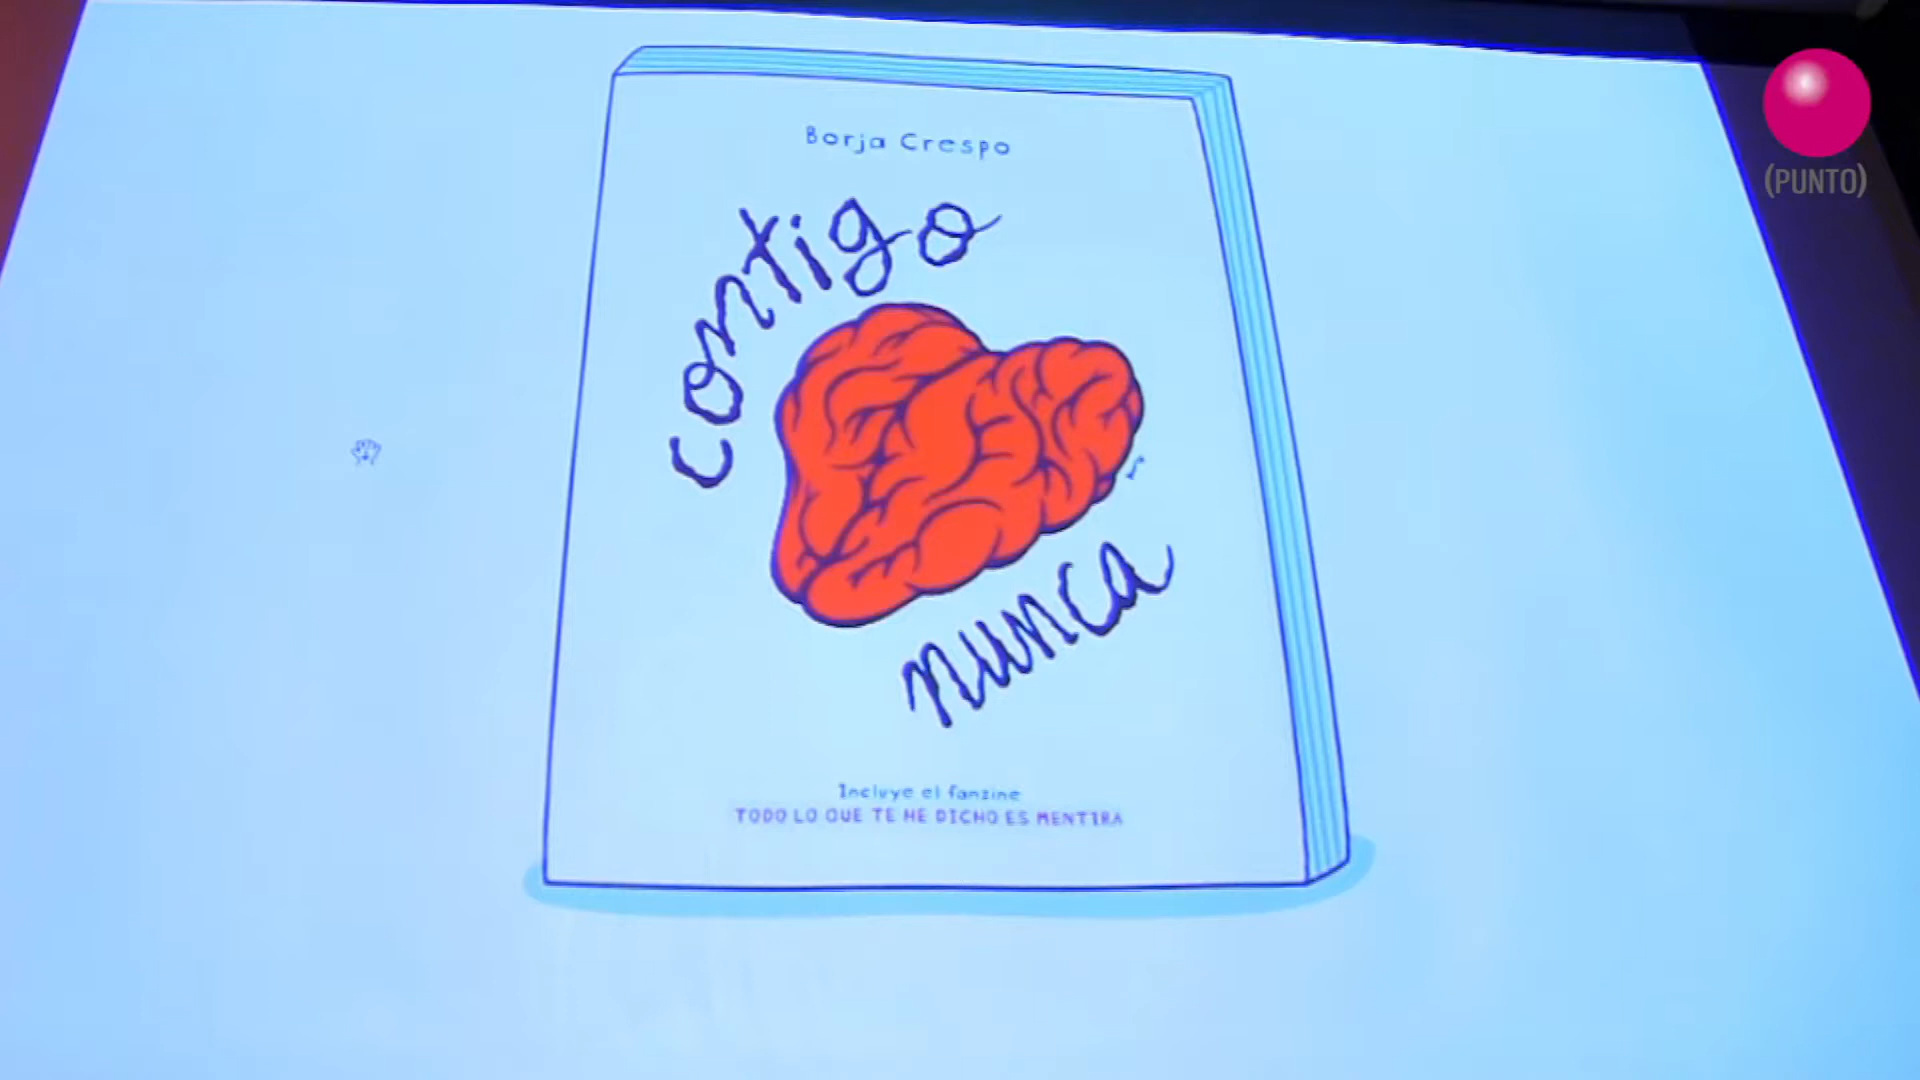 Borja Crespo
contigo
nunca
Incluye el fanzine
TODO LO QUE TE HE DICHO ES MENTIRA
(PUNTO)